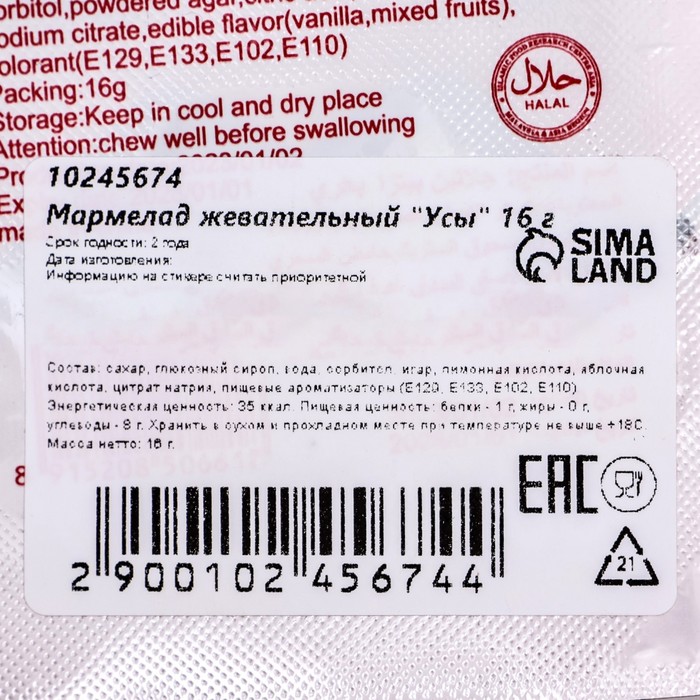 orbitol,powdered
odium citrate,edible flavor(vanilla,mixed fruits),
olorant(E129,E133,E102,E110)
Packing:16g
Storage:Keep in cool and dry place
Attention:chew well before swallowing
حلال
HALAL
10245674
Мармелад жевательный "Усы" 16 г
Срок годности: 2 года
Дата изготовления:
Информацию на стикере считать приоритетной
SIMA
LAND
Состав: сахар, глюкозный сироп, вода, сорбитол, агар, лимонная кислота, яблочная
кислота, цитрат натрия, пищевые ароматизаторы (E129, E133, E102, E110)
Энергетическая ценность: 35 ккал. Пищевая ценность: белки - 1 г, жиры - 0 г,
углеводы - 8 г. Хранить в сухом и прохладном месте при температуре не выше +18С.
Масса нетто: 16 г.
EAC
2 900102 456744
21